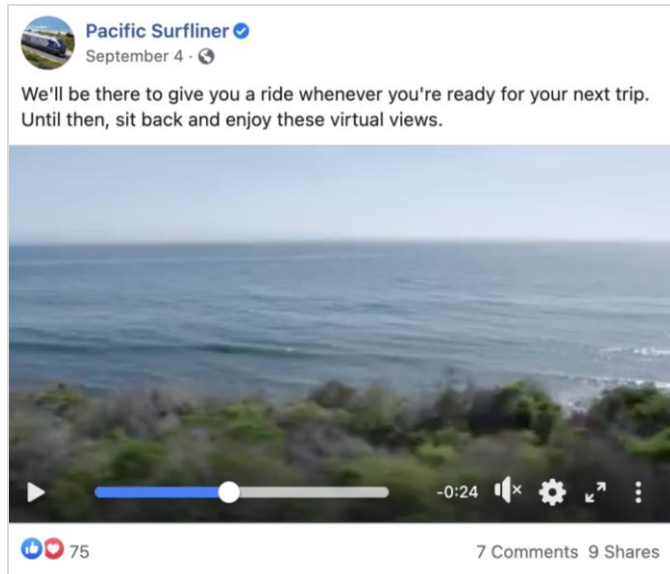 Pacific Surfliner
September 4 ·
We'll be there to give you a ride whenever you're ready for your next trip.
Until then, sit back and enjoy these virtual views.
-0:24
75
7 Comments 9 Shares